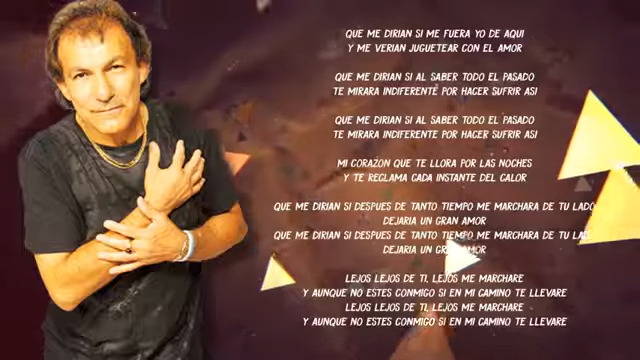 QUE ME DIRIAN SI ME FUERA YO DE AQUI
Y ME VERIAN JUGUETEAR CON EL AMOR
QUE ME DIRIAN SI AL SABER TODO EL PASADO
TE MIRARA INDIFERENTE POR HACER SUFRIR ASI
QUE ME DIRIAN SI AL SABER TODO EL PASADO
TE MIRARA INDIFERENTE POR HACER SUFRIR ASI
MI CORAZON QUE TE LLORA POR LAS NOCHES
Y TE RECLAMA CADA INSTANTE DEL CALOR
QUE ME DIRIAN SI DESPUES DE TANTO TIEMPO ME MARCHARA DE TU LADO
DEJARIA UN GRAN AMOR
QUE ME DIRIAN SI DESPUES DE TANTO TIEMPO ME MARCHARA DE TU LADO
DEJARIA UN GRAN AMOR
LEJOS LEJOS DE TI, LEJOS ME MARCHARE
Y AUNQUE NO ESTES CONMIGO SI EN MI CAMINO TE LLEVARE
LEJOS LEJOS DE TI, LEJOS ME MARCHARE
Y AUNQUE NO ESTES CONMIGO SI EN MI CAMINO TE LLEVARE